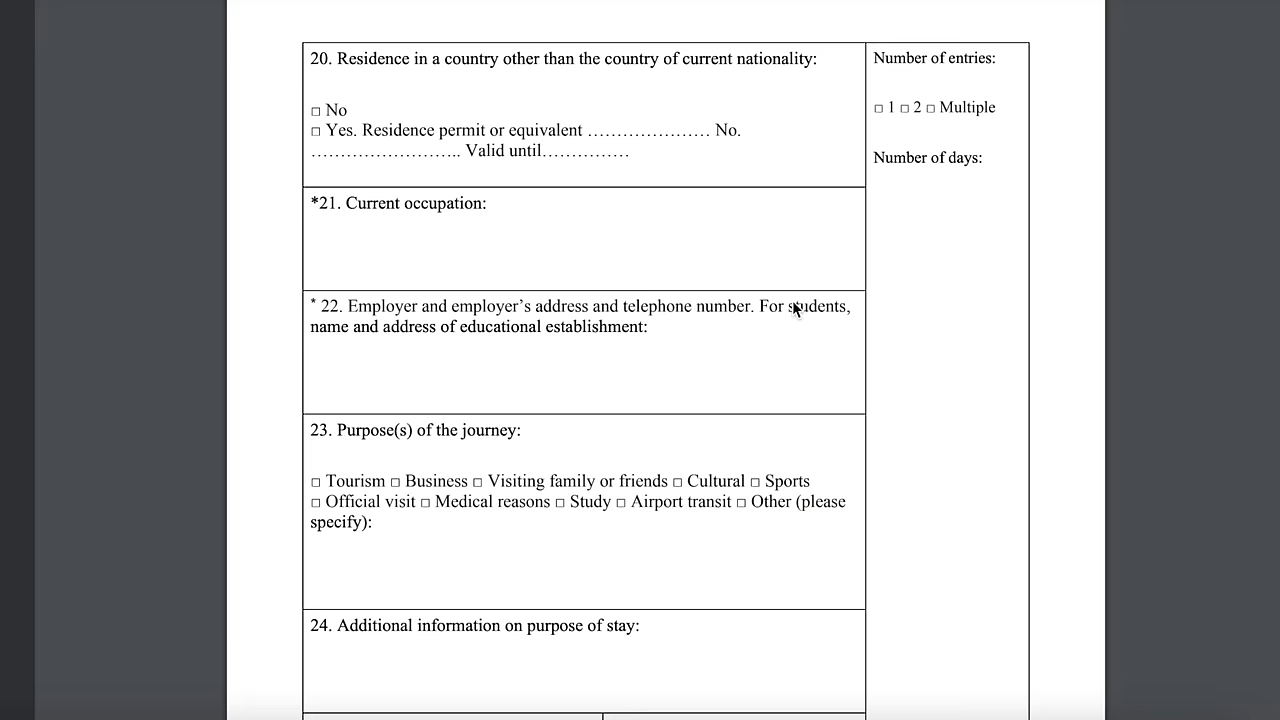 20. Residence in a country other than the country of current nationality:
□ No
□ Yes. Residence permit or equivalent ………………… No.
…………………….. Valid until……………
*21. Current occupation:
* 22. Employer and employer’s address and telephone number. For students,
name and address of educational establishment:
23. Purpose(s) of the journey:
□ Tourism □ Business □ Visiting family or friends □ Cultural □ Sports
□ Official visit □ Medical reasons □ Study □ Airport transit □ Other (please
specify):
24. Additional information on purpose of stay:
Number of entries:
□ 1 □ 2 □ Multiple
Number of days: